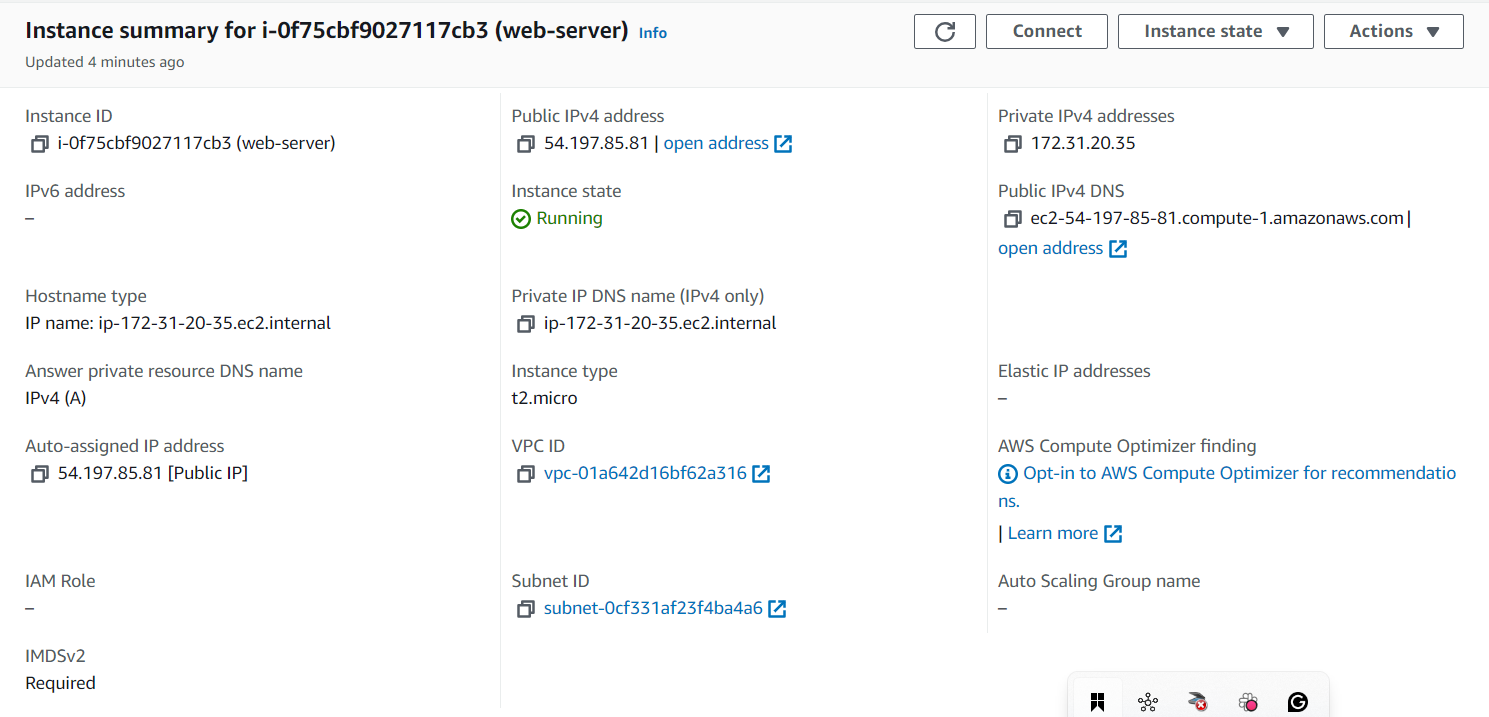 Instance summary for i-0f75cbf9027117cb3 (web-server) Info
Updated 4 minutes ago
Connect
Instance state
Actions
Instance ID
i-0f75cbf9027117cb3 (web-server)
Public IPv4 address
54.197.85.81 | open address
Private IPv4 addresses
172.31.20.35
IPv6 address
–
Instance state
Running
Public IPv4 DNS
ec2-54-197-85-81.compute-1.amazonaws.com |
open address
Hostname type
IP name: ip-172-31-20-35.ec2.internal
Private IP DNS name (IPv4 only)
ip-172-31-20-35.ec2.internal
Answer private resource DNS name
IPv4 (A)
Instance type
t2.micro
Elastic IP addresses
–
Auto-assigned IP address
54.197.85.81 [Public IP]
VPC ID
vpc-01a642d16bf62a316
AWS Compute Optimizer finding
Opt-in to AWS Compute Optimizer for recommendatio
ns.
| Learn more
IAM Role
–
Subnet ID
subnet-0cf331af23f4ba4a6
Auto Scaling Group name
–
IMDSv2
Required